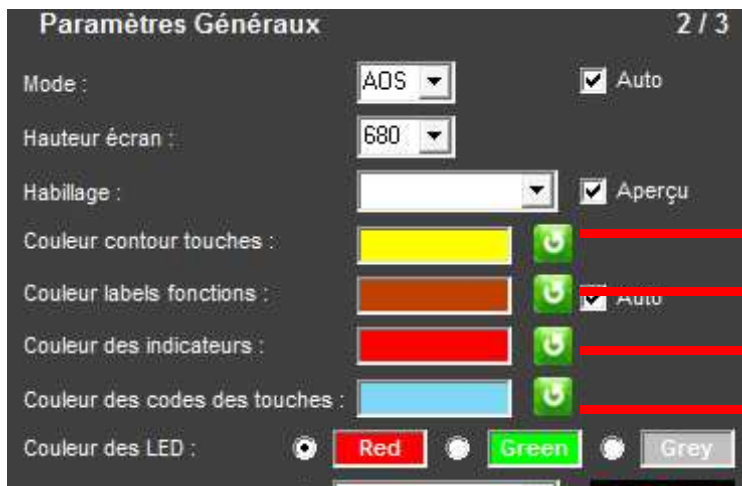 Paramètres Généraux 2 / 3
Mode : AOS Auto
Hauteur écran : 680
Habillage : Aperçu
Couleur contour touches :
Couleur labels fonctions : Auto
Couleur des indicateurs :
Couleur des codes des touches :
Couleur des LED : Red Green Grey